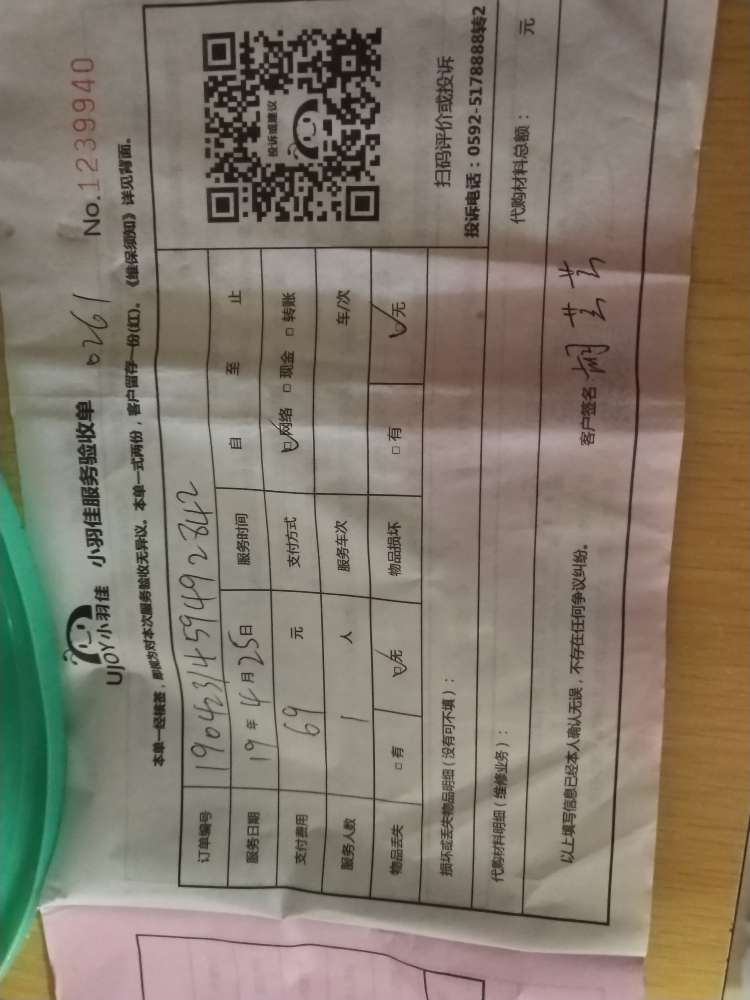 UJOY小羽佳 小羽佳服务验收单 0261 No.1239940
本单一经核签，即视为对本次服务验收无异议。本单一式两份，客户留存一份(红)。《维保须知》详见背面。
订单编号 1904231459492342
服务日期 19年4月25日 服务时间 自 至 止
支付费用 69 元 支付方式 ☑网络 □现金 □转账
服务人数 1 人 服务车次 车/次
物品丢失 □有 ☑无 物品损坏 □有 ☑无
投诉或建议
扫码评价或投诉
投诉电话：0592-5178888转2
损坏或丢失物品明细（没有可不填）：
代购材料明细（维修业务）： 代购材料总额： 元
以上填写信息已经本人确认无误，不存在任何争议纠纷。 客户签名：胡芸芸